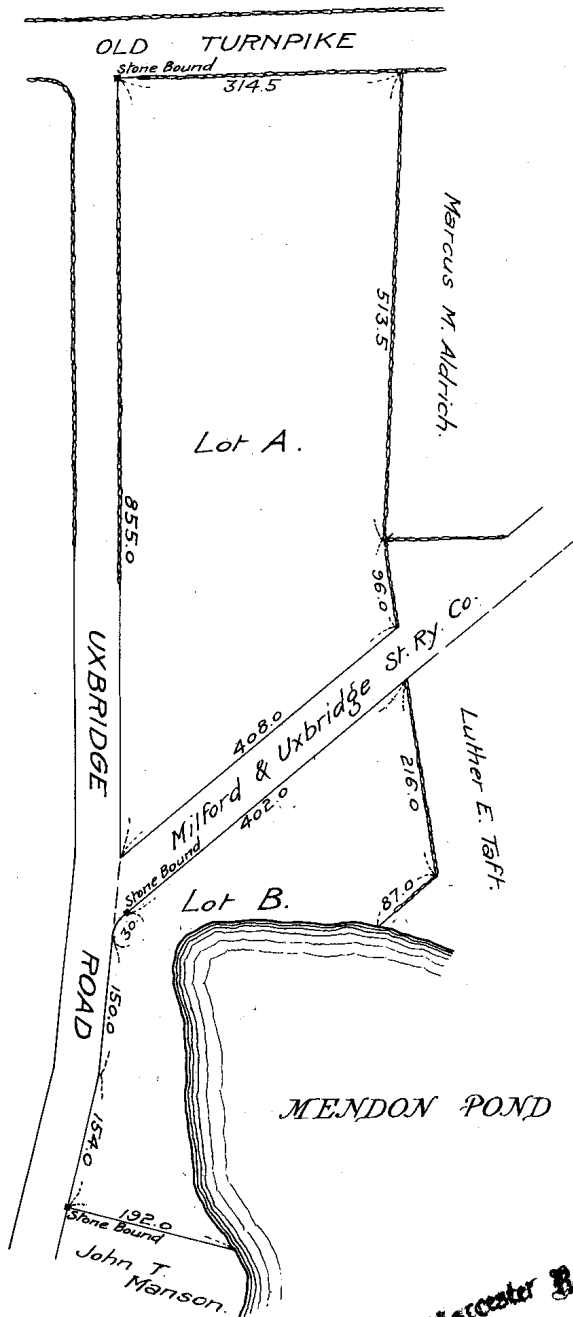 OLD TURNPIKE
Stone Bound
314.5
Marcus M. Aldrich.
513.5
Lot A.
855.0
96.0
UXBRIDGE
ROAD
Milford & Uxbridge St. Ry. Co.
408.0
402.0
Luther E. Taft.
216.0
Stone Bound
Lot B.
87.0
30
150.0
MENDON POND
154.0
192.0
Stone Bound
John T.
Manson.